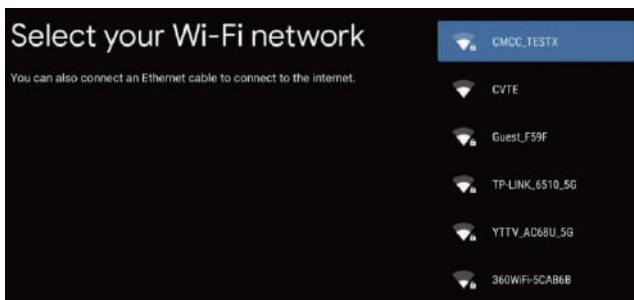 Select your Wi-Fi network
You can also connect an Ethernet cable to connect to the internet.
CMCC_TESTX
CVTE
Guest_F59F
TP-LINK_6510_5G
YTTV_AC68U_5G
360WiFi-5CAB6B